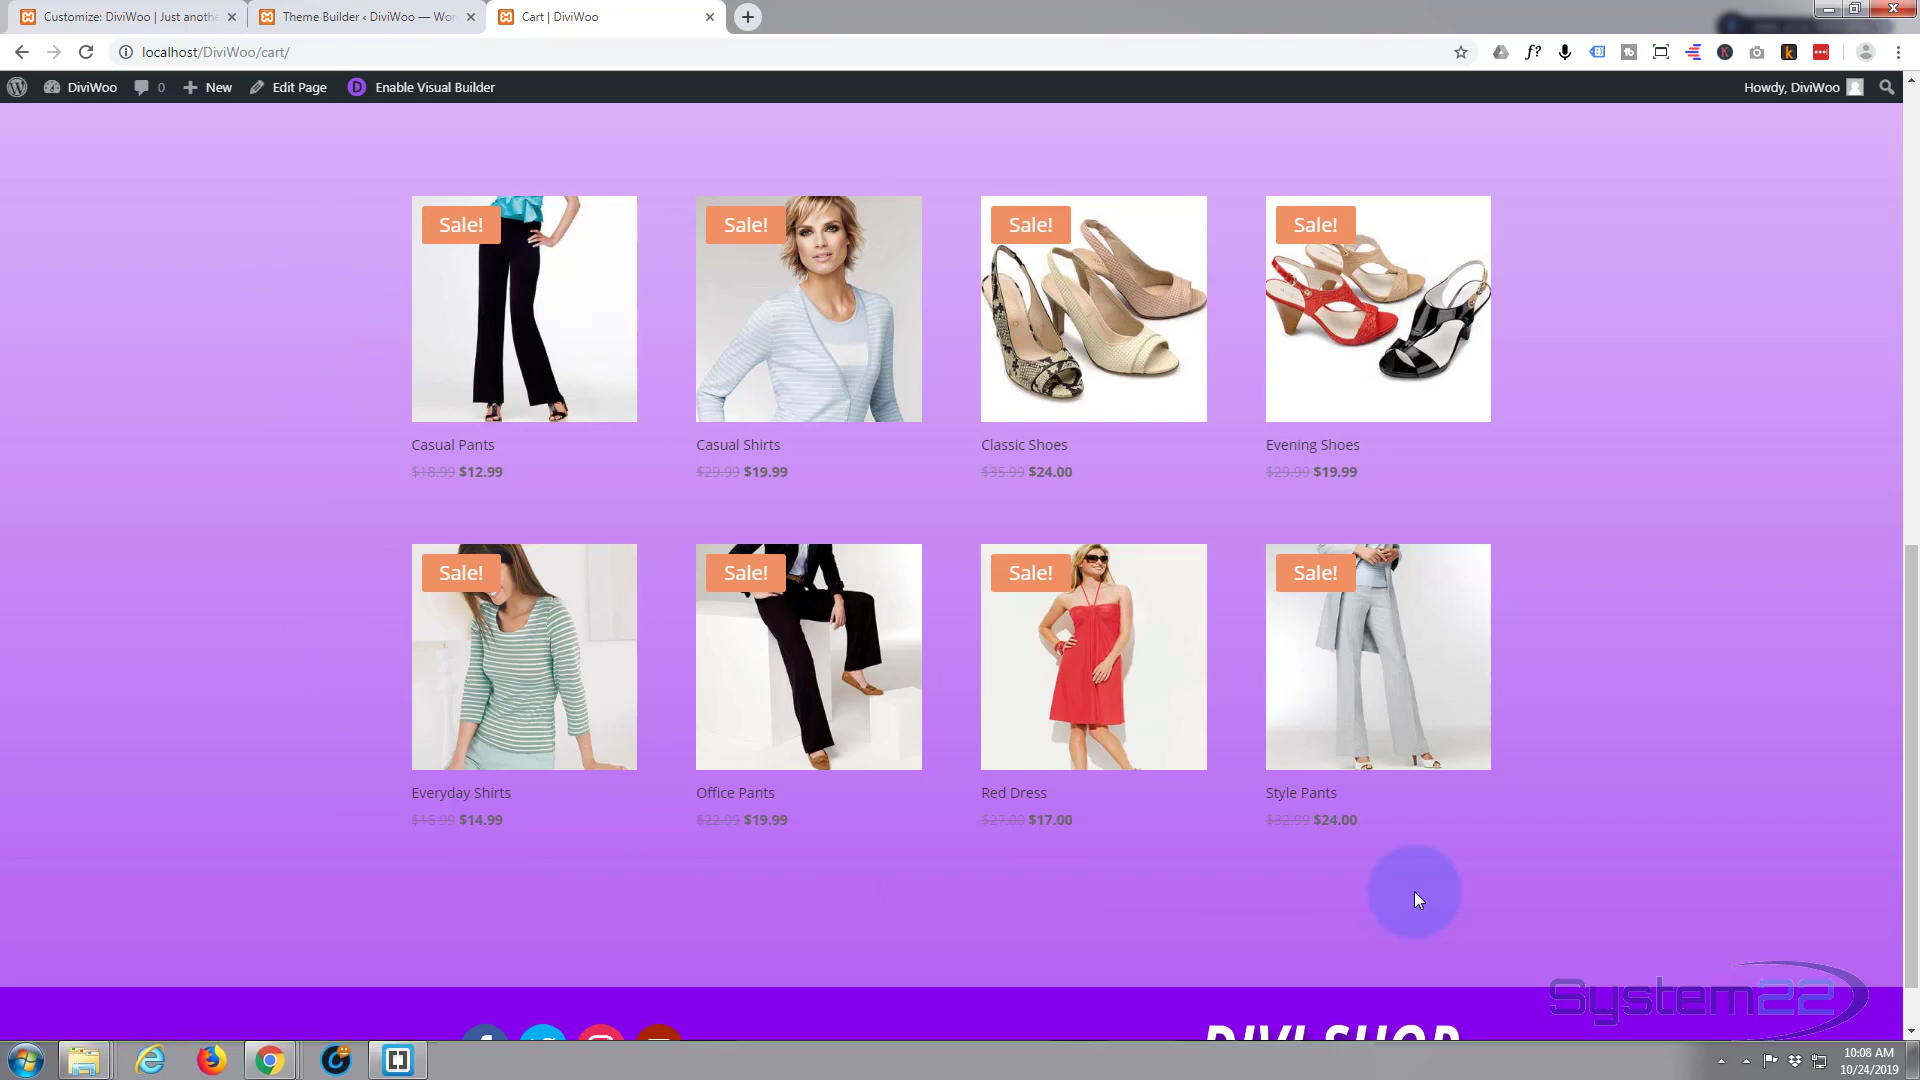 Customize: DiviWoo | Just anothe
Theme Builder ‹ DiviWoo — Wor
Cart | DiviWoo
localhost/DiviWoo/cart/
DiviWoo
0
New
Edit Page
Enable Visual Builder
Howdy, DiviWoo
Sale!
Sale!
Sale!
Sale!
Casual Pants
Casual Shirts
Classic Shoes
Evening Shoes
$18.99 $12.99
$29.99 $19.99
$35.99 $24.00
$29.99 $19.99
Sale!
Sale!
Sale!
Sale!
Everyday Shirts
Office Pants
Red Dress
Style Pants
$16.99 $14.99
$22.99 $19.99
$27.00 $17.00
$32.99 $24.00
System22
DIVI SHOP
10:08 AM
10/24/2019